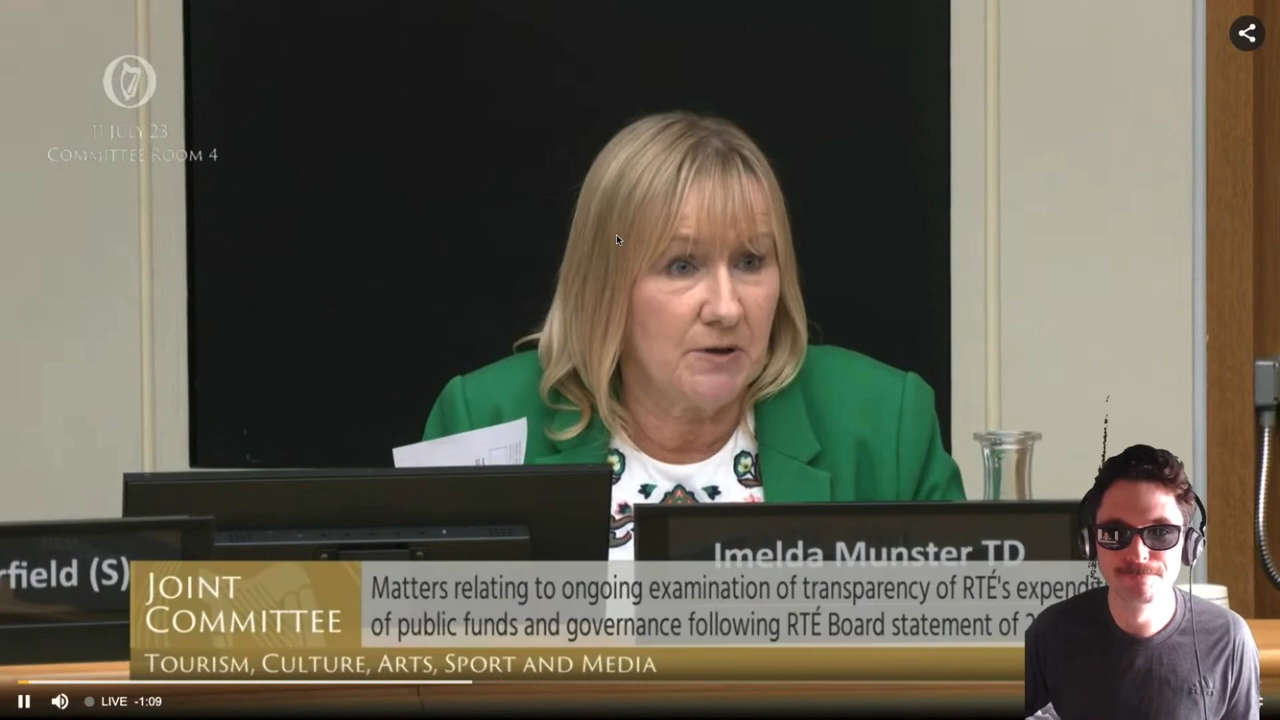 11 JULY 23
COMMITTEE ROOM 4
Imelda Munster TD
rfield (S)
JOINT
COMMITTEE
Matters relating to ongoing examination of transparency of RTÉ's expend
of public funds and governance following RTÉ Board statement of 2
TOURISM, CULTURE, ARTS, SPORT AND MEDIA
LIVE -1:09